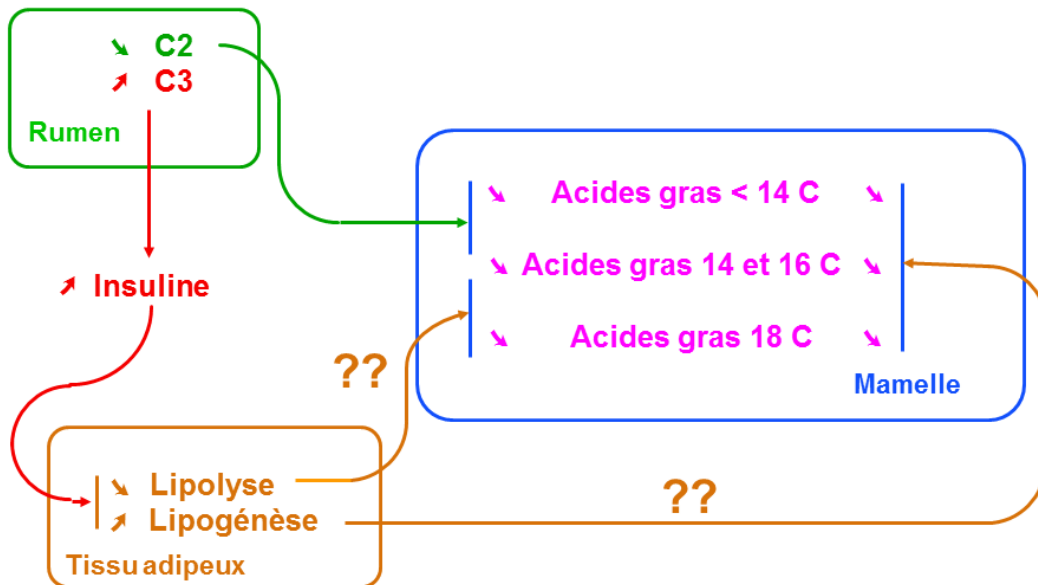 C2
C3
Rumen
Acides gras < 14 C
Acides gras 14 et 16 C
Insuline
Acides gras 18 C
??
Mamelle
Lipolyse
??
Lipogénèse
Tissu adipeux